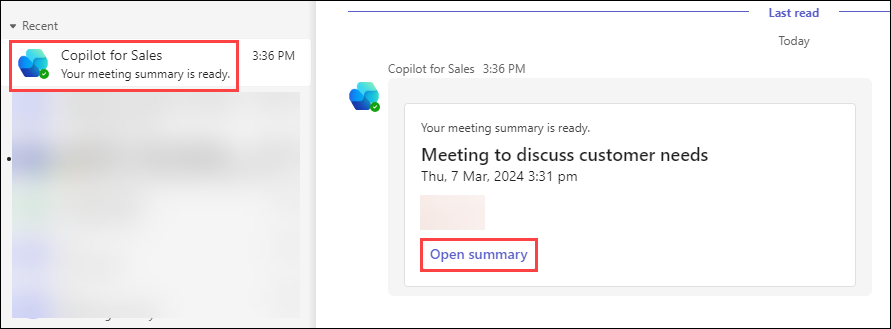 Recent
Copilot for Sales 3:36 PM
Your meeting summary is ready.
Last read
Today
Copilot for Sales 3:36 PM
Your meeting summary is ready.
Meeting to discuss customer needs
Thu, 7 Mar, 2024 3:31 pm
Open summary